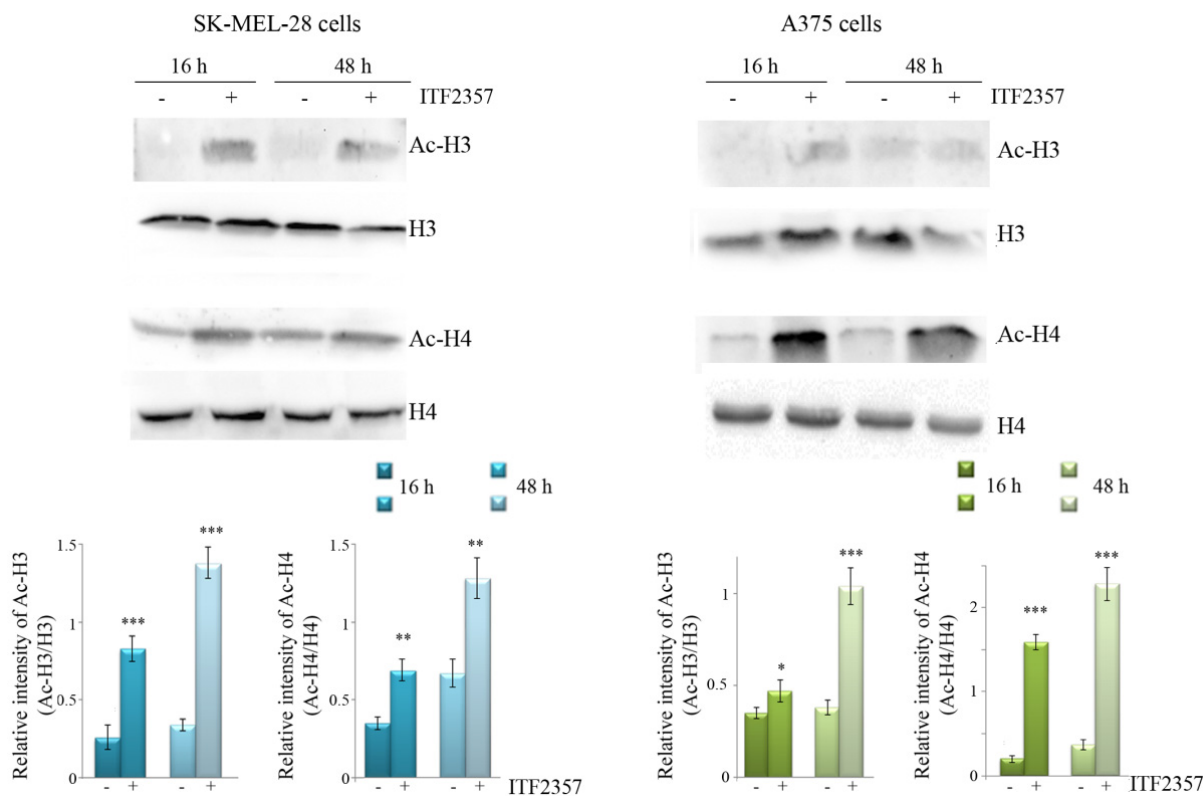 SK-MEL-28 cells
16 h 48 h
- + - + ITF2357
Ac-H3
H3
Ac-H4
H4
16 h 48 h
Relative intensity of Ac-H3
(Ac-H3/H3)
1.5
1
0.5
0
*** ***
- + - +
Relative intensity of Ac-H4
(Ac-H4/H4)
1.5
1
0.5
0
** **
- + - + ITF2357
A375 cells
16 h 48 h
- + - + ITF2357
Ac-H3
H3
Ac-H4
H4
16 h 48 h
Relative intensity of Ac-H3
(Ac-H3/H3)
1
0.5
0
* ***
- + - +
Relative intensity of Ac-H4
(Ac-H4/H4)
2
1
0
*** ***
- + - + ITF2357